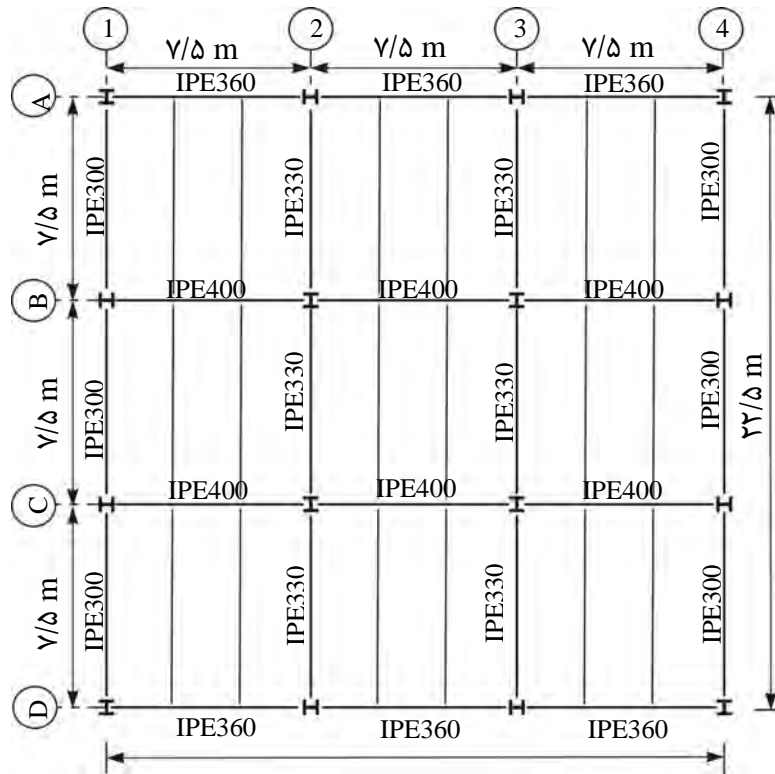 1 2 3 4
۷/۵ m ۷/۵ m ۷/۵ m
IPE360 IPE360 IPE360
A
۷/۵ m
IPE300 IPE330 IPE330 IPE300
B
IPE400 IPE400 IPE400
۷/۵ m
IPE300 IPE330 IPE330 IPE300
۲۲/۵ m
C
IPE400 IPE400 IPE400
۷/۵ m
IPE300 IPE330 IPE330 IPE300
D
IPE360 IPE360 IPE360